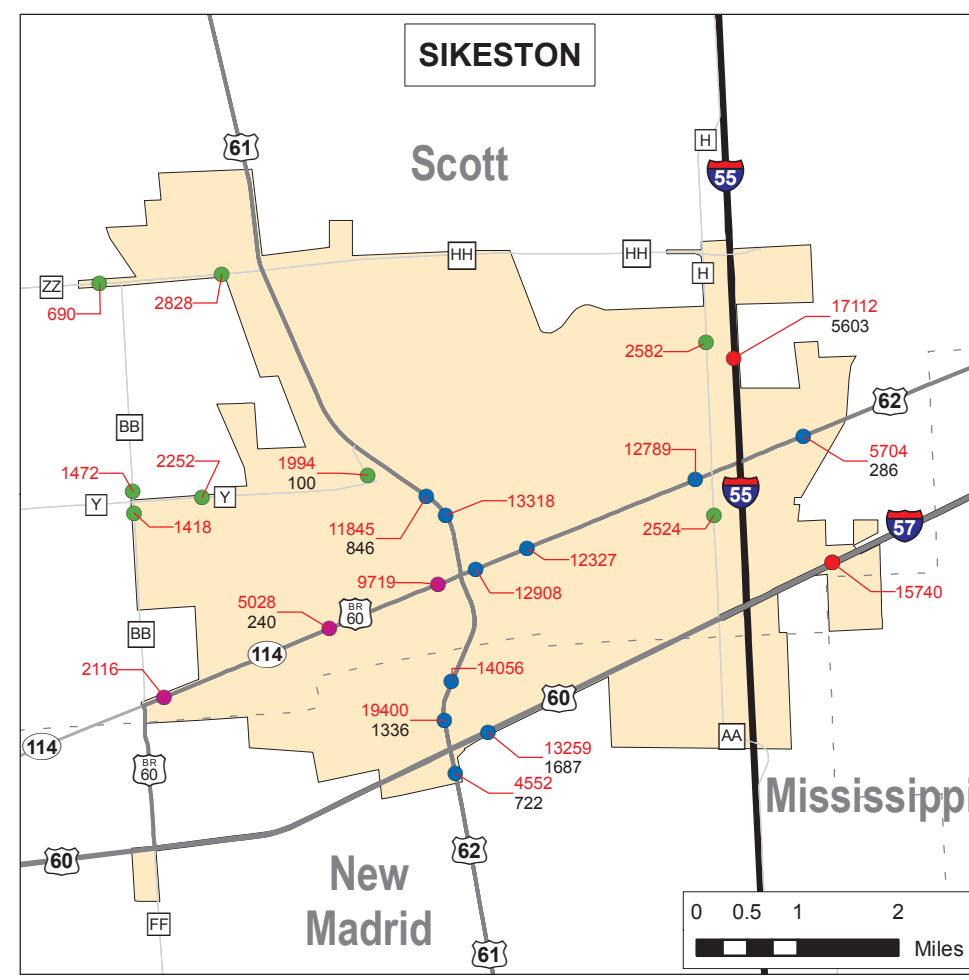 SIKESTON
61
H
Scott
55
HH
HH
H
ZZ
690
2828
17112
5603
2582
62
BB
1472
2252
1994
100
12789
5704
286
Y
Y
55
1418
11845
846
13318
2524
57
12327
9719
12908
15740
5028
240
BR
60
BB
114
2116
14056
60
19400
1336
114
13259
1687
AA
BR
60
4552
722
Mississippi
60
62
New
Madrid
FF
61
0 0.5 1 2
Miles